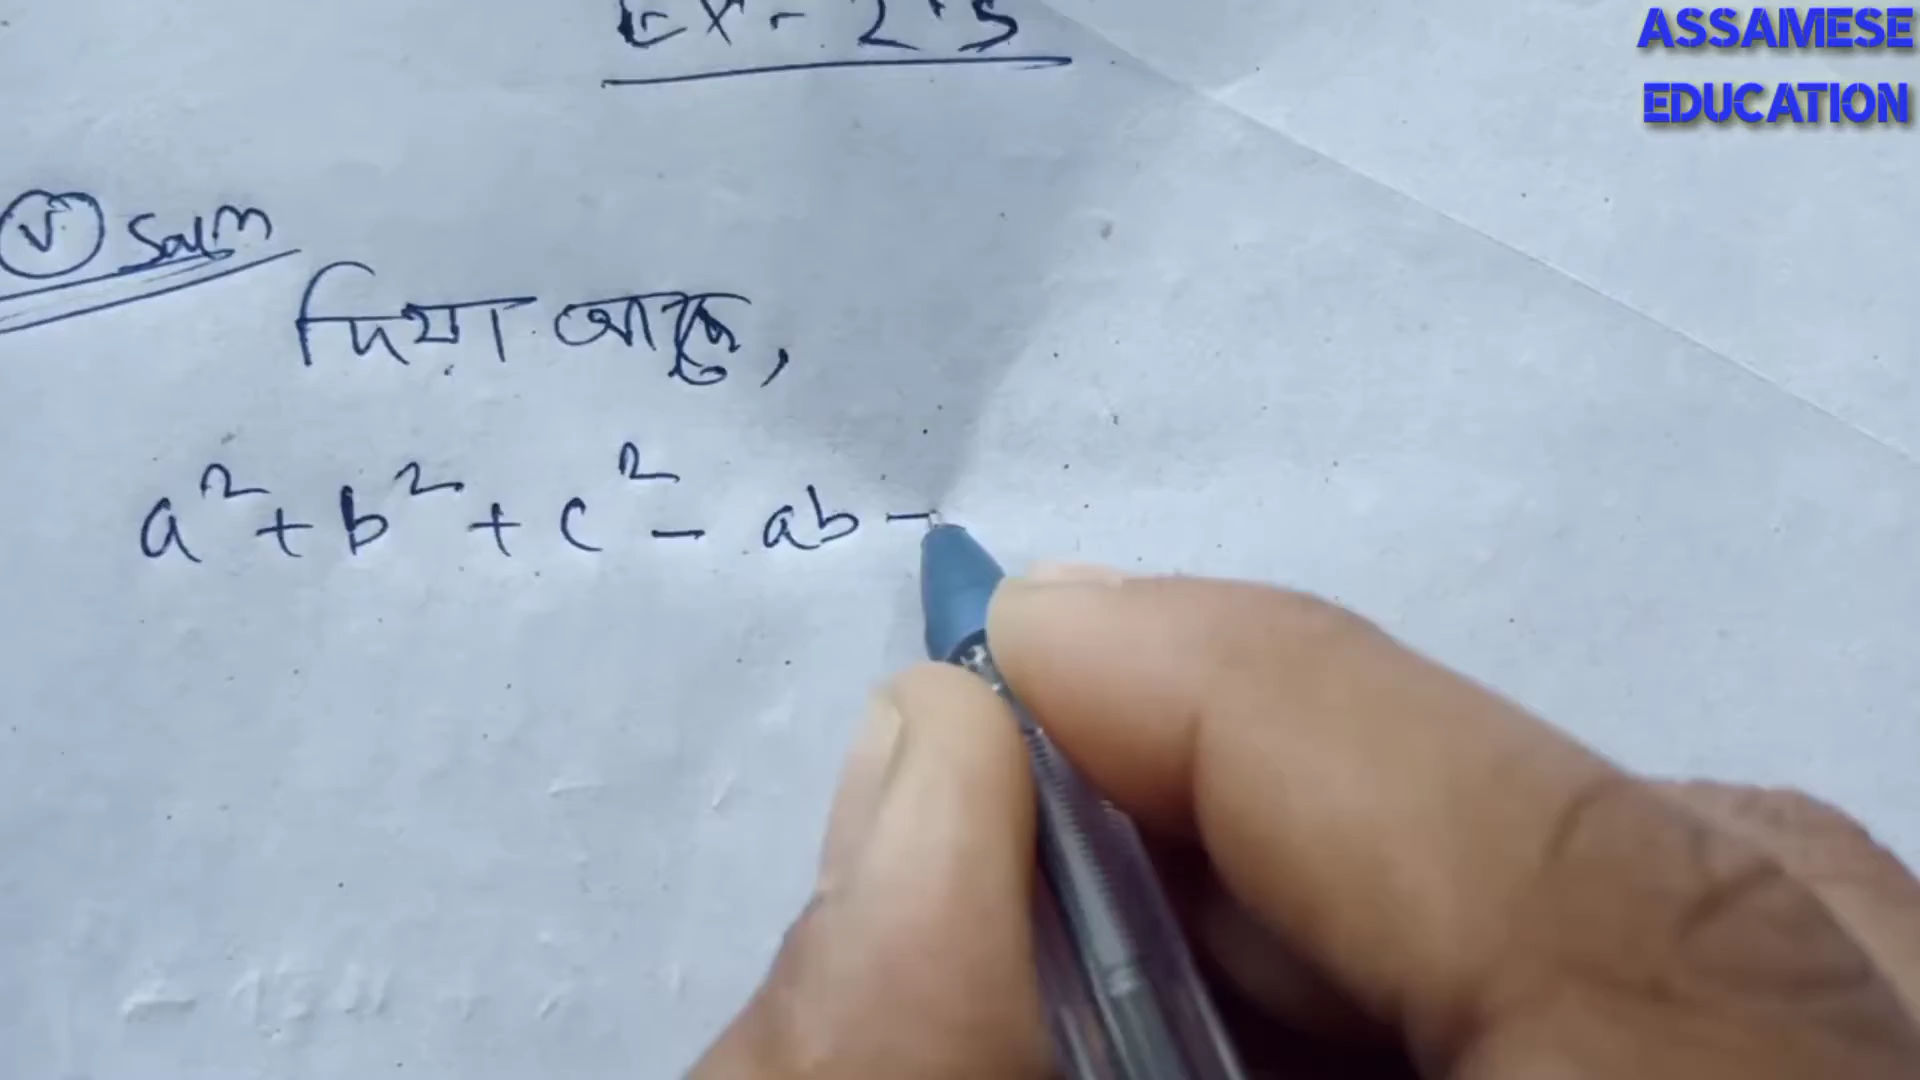 Ex - 2.5
ASSAMESE
EDUCATION
(v) Solⁿ
দিয়া আছে,
a² + b² + c² - ab -